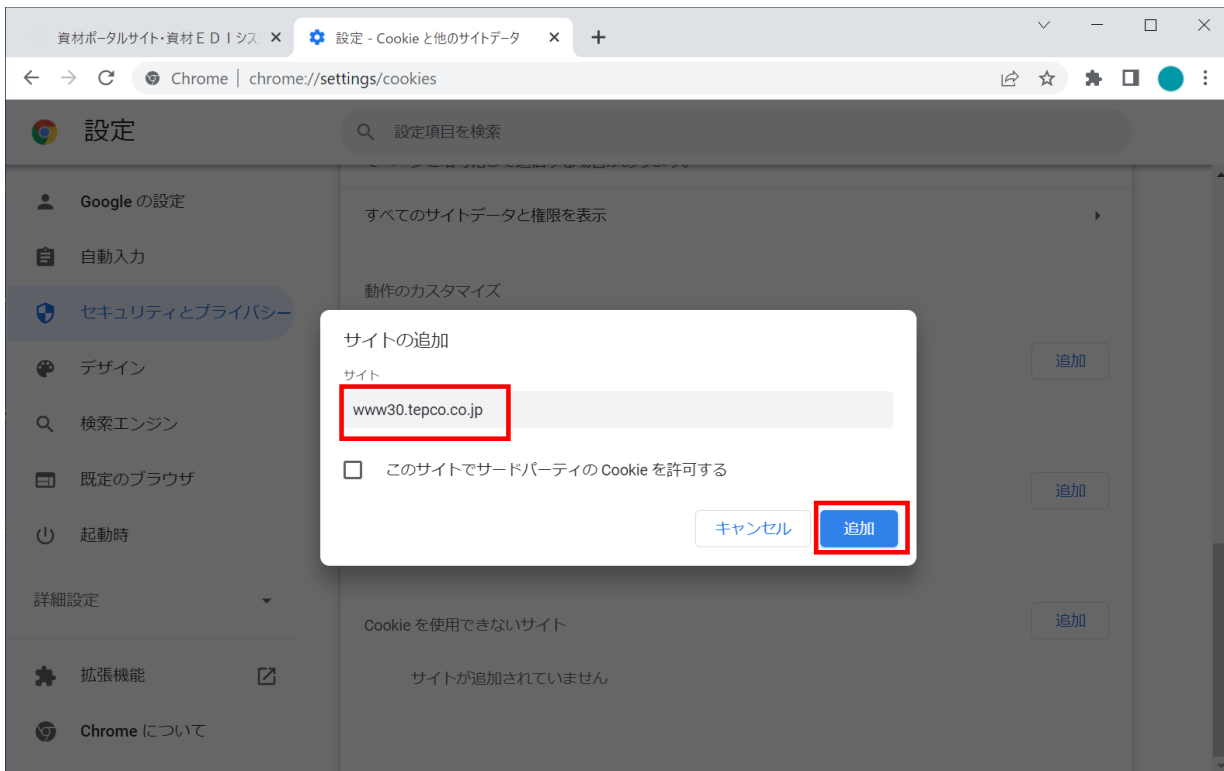 資材ポータルサイト・資材ＥＤＩシス
設定 - Cookie と他のサイトデータ
Chrome | chrome://settings/cookies
設定
設定項目を検索
Google の設定
すべてのサイトデータと権限を表示
自動入力
動作のカスタマイズ
セキュリティとプライバシー
サイトの追加
デザイン
追加
サイト
www30.tepco.co.jp
検索エンジン
このサイトでサードパーティの Cookie を許可する
既定のブラウザ
追加
キャンセル
追加
起動時
詳細設定
Cookie を使用できないサイト
追加
拡張機能
サイトが追加されていません
Chrome について